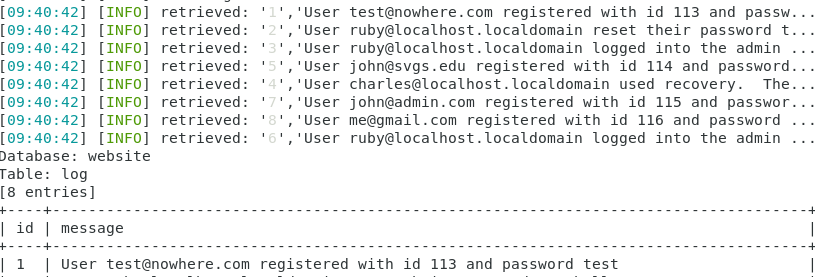 [09:40:42] [INFO] retrieved: '1','User test@nowhere.com registered with id 113 and passw...
[09:40:42] [INFO] retrieved: '2','User ruby@localhost.localdomain reset their password t...
[09:40:42] [INFO] retrieved: '3','User ruby@localhost.localdomain logged into the admin ...
[09:40:42] [INFO] retrieved: '5','User john@svgs.edu registered with id 114 and password...
[09:40:42] [INFO] retrieved: '4','User charles@localhost.localdomain used recovery.  The...
[09:40:42] [INFO] retrieved: '7','User john@admin.com registered with id 115 and passwor...
[09:40:42] [INFO] retrieved: '8','User me@gmail.com registered with id 116 and password ...
[09:40:42] [INFO] retrieved: '6','User ruby@localhost.localdomain logged into the admin ...
Database: website
Table: log
[8 entries]
| id | message |
| 1 | User test@nowhere.com registered with id 113 and password test |